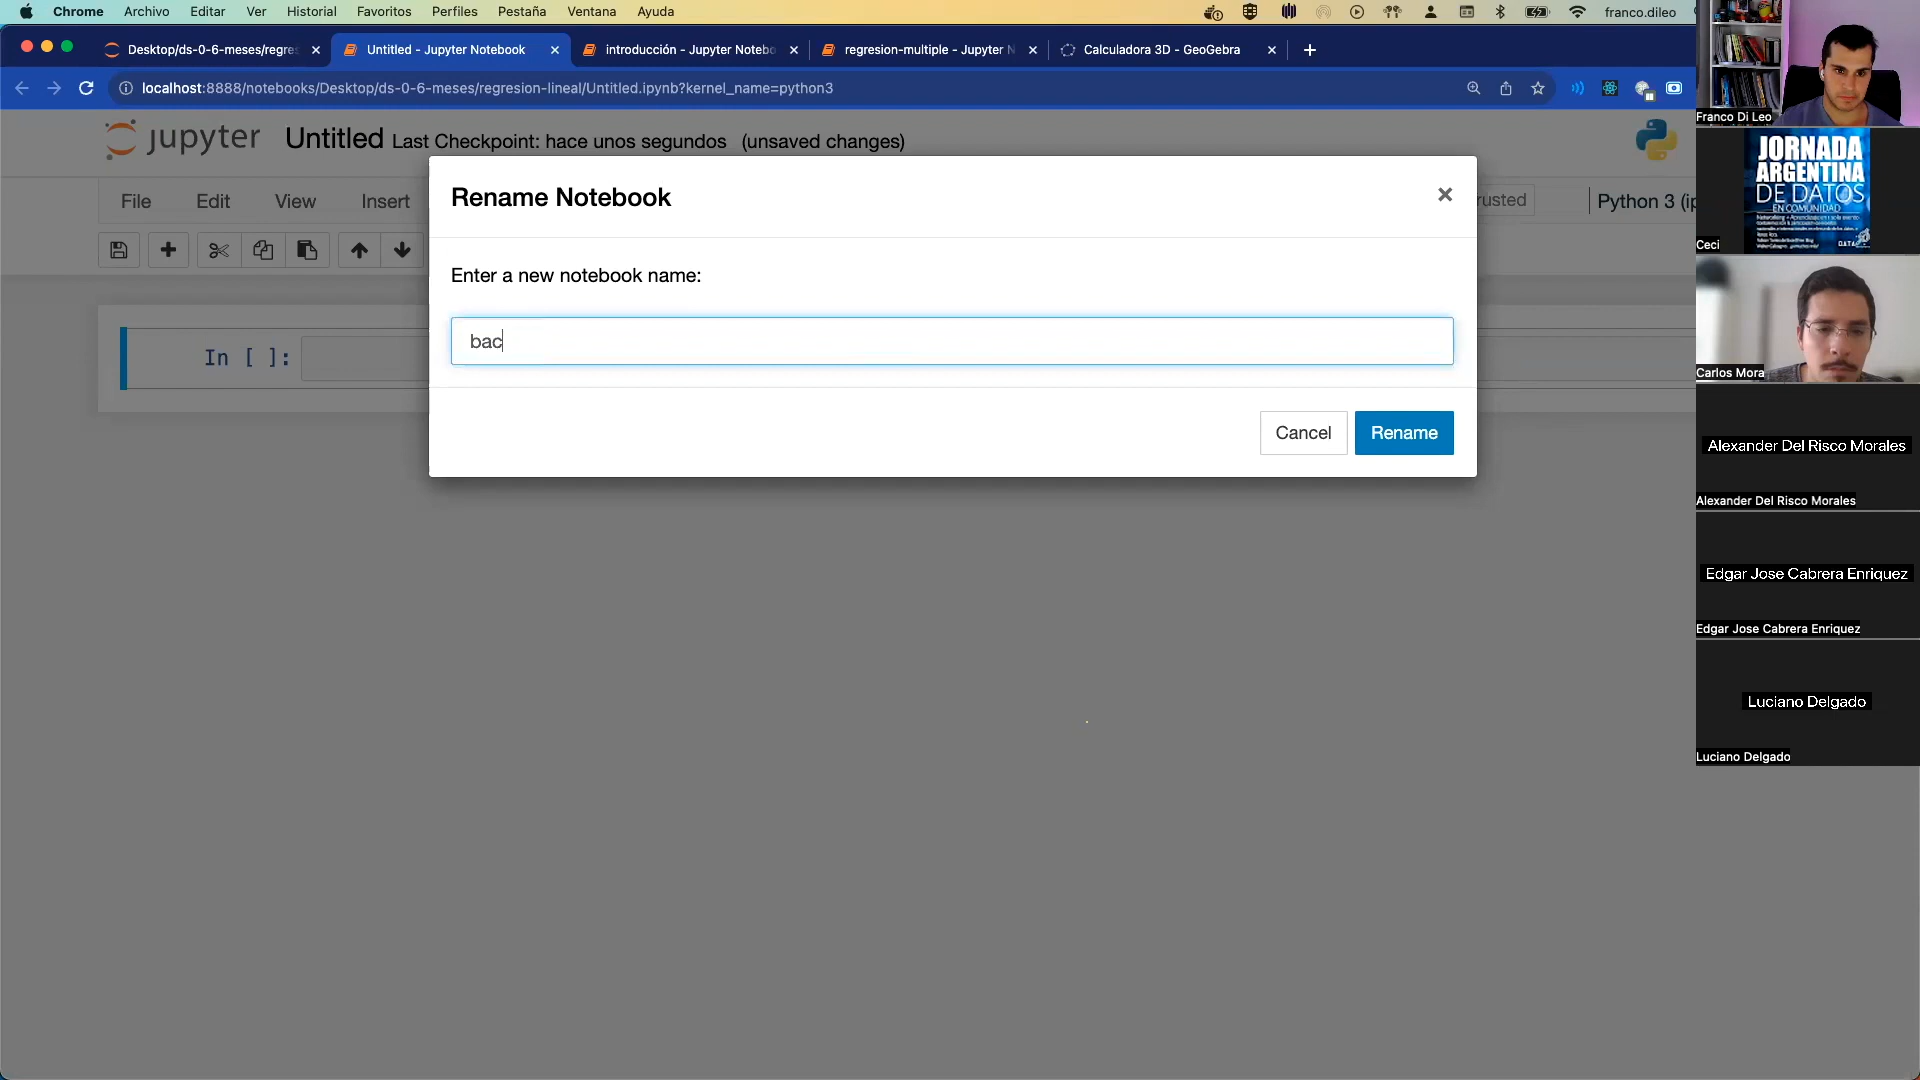 Chrome Archivo Editar Ver Historial Favoritos Perfiles Pestaña Ventana Ayuda franco.dileo
Desktop/ds-0-6-meses/regres
Untitled - Jupyter Notebook
introducción - Jupyter Notebo
regresion-multiple - Jupyter N
Calculadora 3D - GeoGebra
localhost:8888/notebooks/Desktop/ds-0-6-meses/regresion-lineal/Untitled.ipynb?kernel_name=python3
jupyter Untitled Last Checkpoint: hace unos segundos (unsaved changes)
File Edit View Insert rusted Python 3 (ip
Rename Notebook
Enter a new notebook name:
bac
Cancel Rename
In [ ]:
Franco Di Leo
JORNADA
ARGENTINA
DE DATOS
EN COMUNIDAD
Ceci
Carlos Mora
Alexander Del Risco Morales
Alexander Del Risco Morales
Edgar Jose Cabrera Enriquez
Edgar Jose Cabrera Enriquez
Luciano Delgado
Luciano Delgado